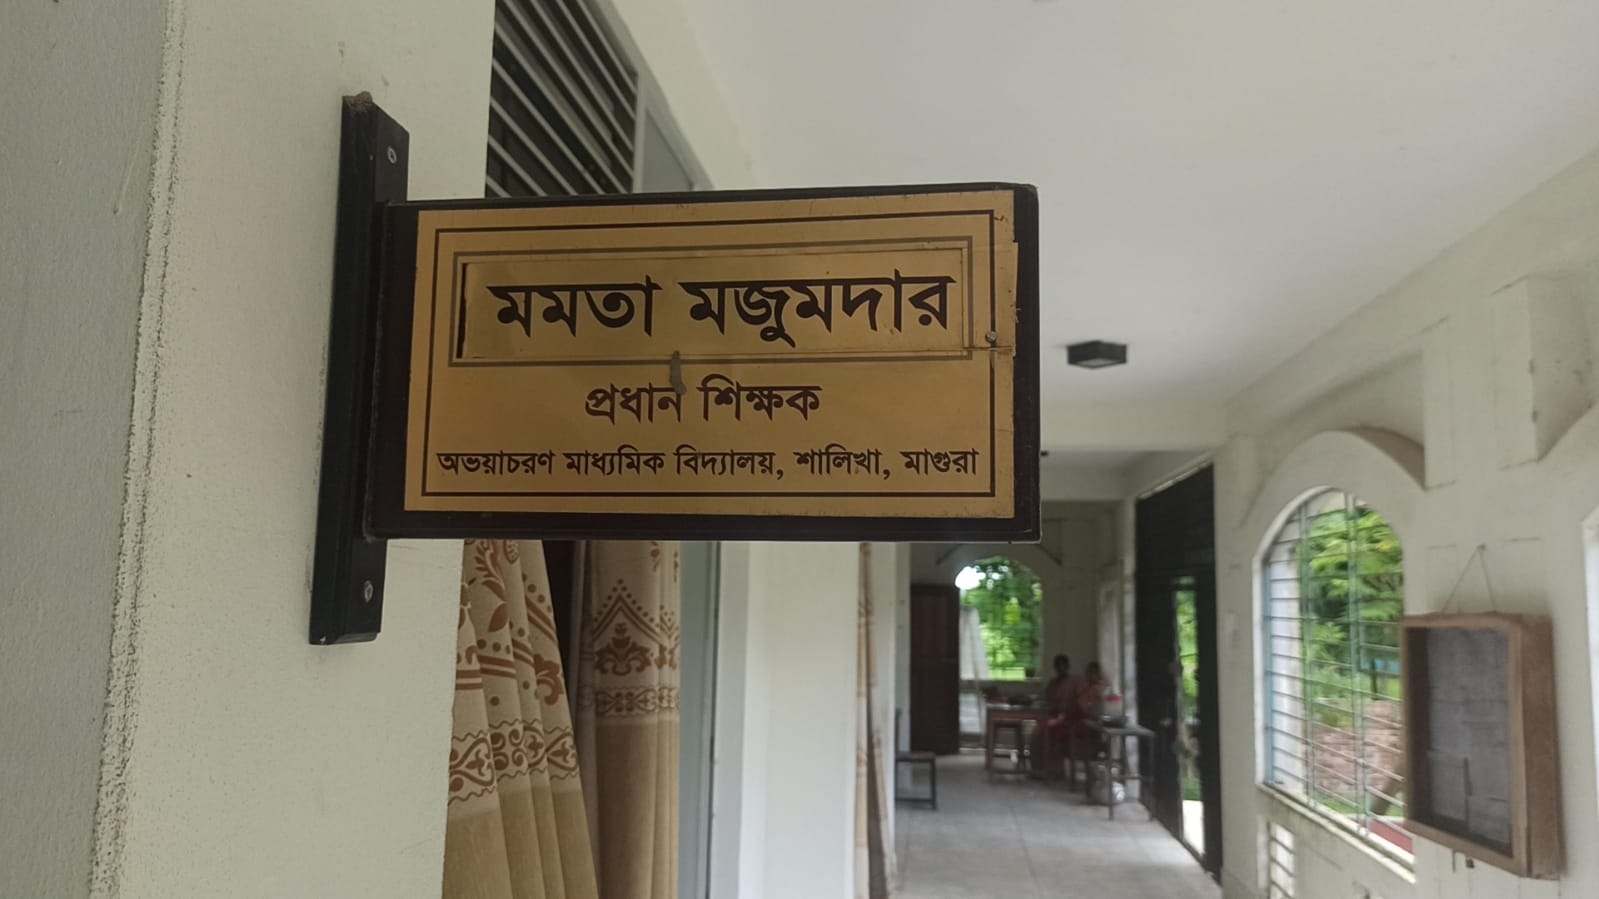 মমতা মজুমদার
প্রধান শিক্ষক
অভয়াচরণ মাধ্যমিক বিদ্যালয়, শালিখা, মাগুরা